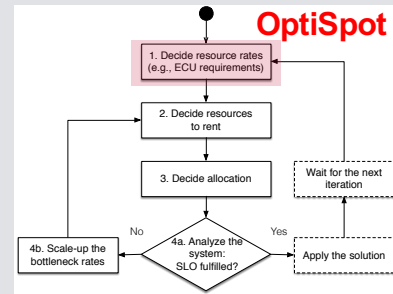 OptiSpot
1. Decide resource rates
(e.g., ECU requirements)
2. Decide resources
to rent
3. Decide allocation
Wait for the next
iteration
No
4a. Analyze the
system:
SLO fulfilled?
Yes
4b. Scale-up the
bottleneck rates
Apply the solution